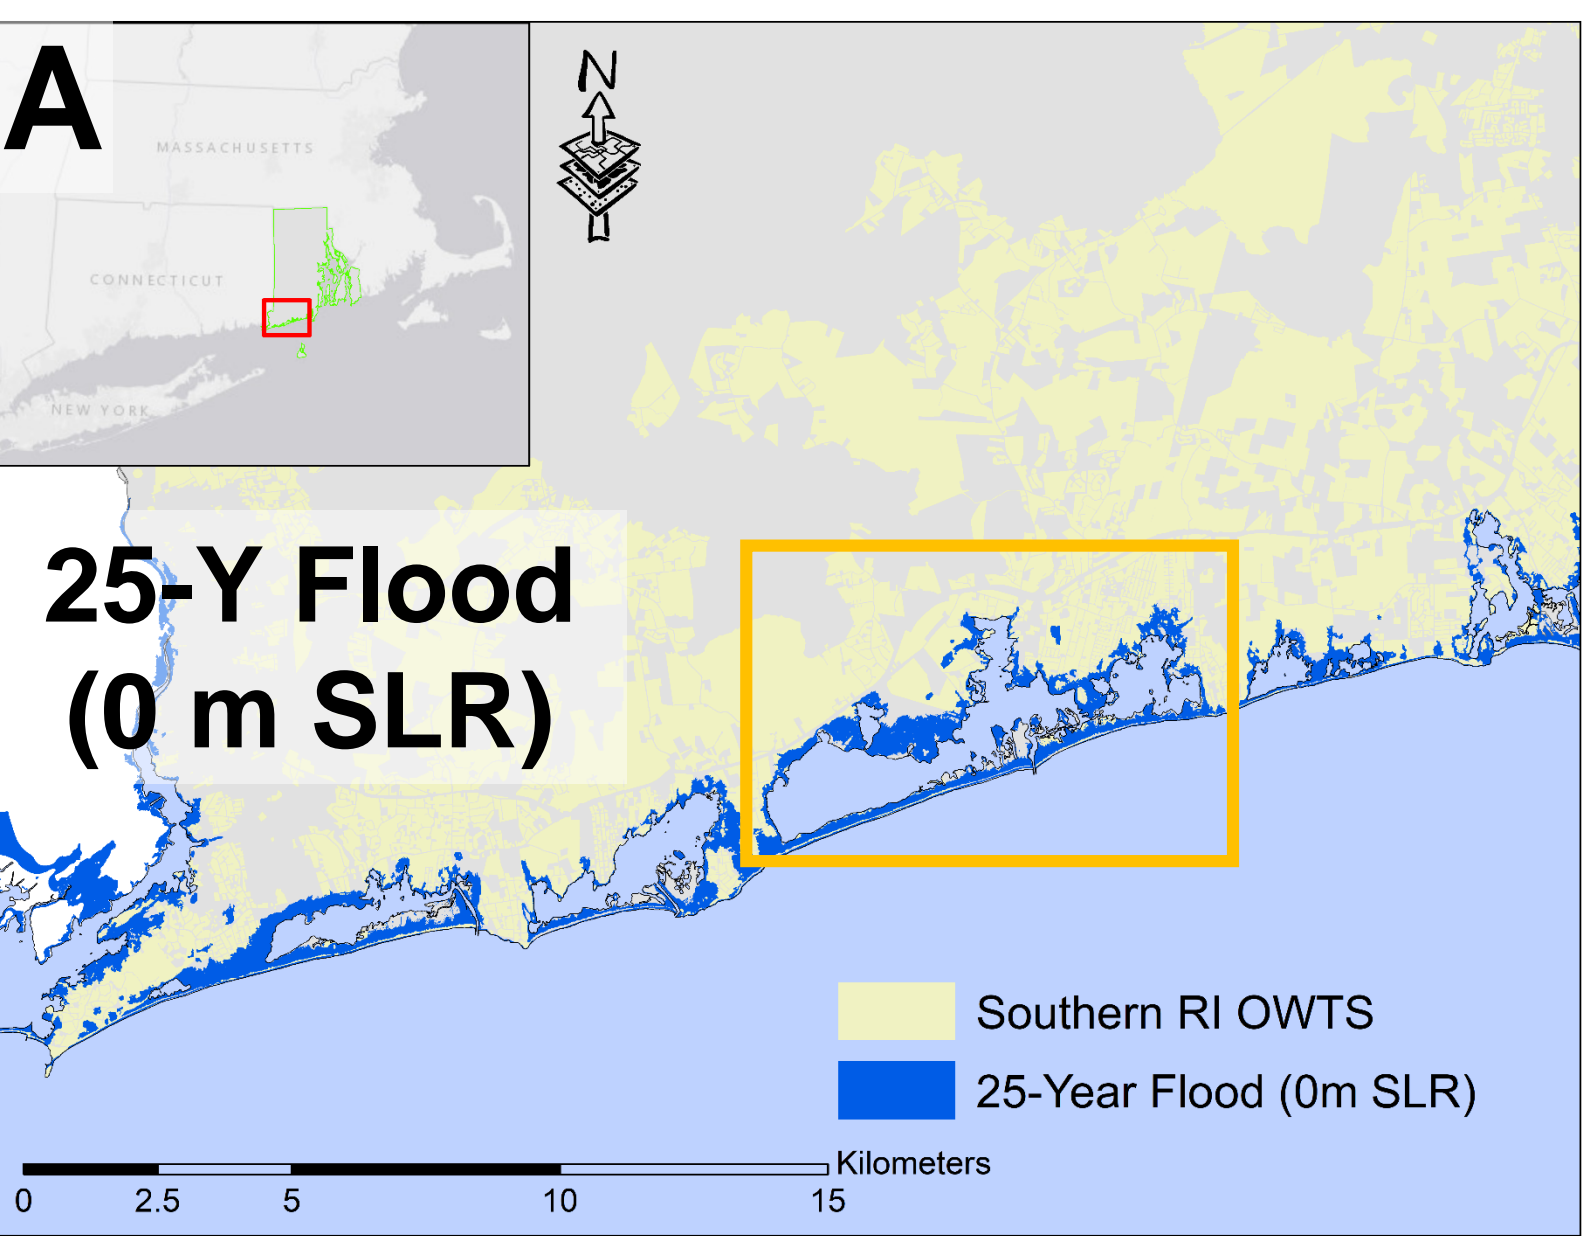 A
MASSACHUSETTS
CONNECTICUT
NEW YORK
N
25-Y Flood
(0 m SLR)
Southern RI OWTS
25-Year Flood (0m SLR)
Kilometers
0 2.5 5 10 15